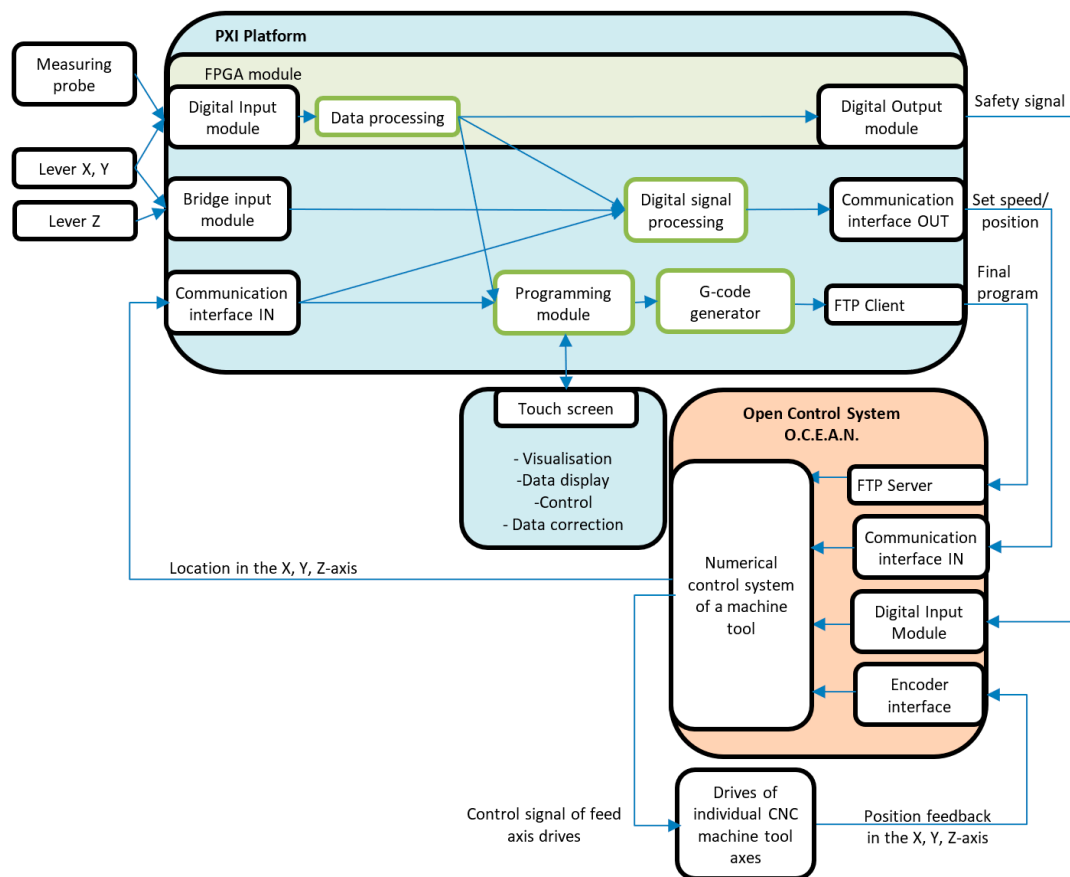 PXI Platform
FPGA module
Measuring
probe
Digital Input
module
Data processing
Digital Output
module
Safety signal
Lever X, Y
Lever Z
Bridge input
module
Digital signal
processing
Communication
interface OUT
Set speed/
position
Communication
interface IN
Programming
module
G-code
generator
FTP Client
Final
program
Touch screen
- Visualisation
-Data display
-Control
- Data correction
Open Control System
O.C.E.A.N.
FTP Server
Communication
interface IN
Numerical
control system
of a machine
tool
Digital Input
Module
Encoder
interface
Location in the X, Y, Z-axis
Control signal of feed
axis drives
Drives of
individual CNC
machine tool
axes
Position feedback
in the X, Y, Z-axis